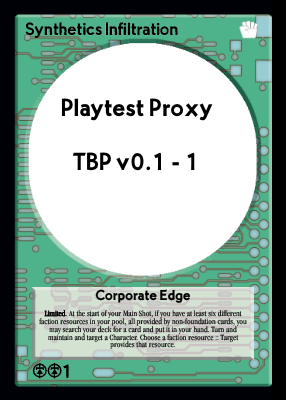 Synthetics Infiltration
Playtest Proxy
TBP v0.1 - 1
Corporate Edge
Limited. At the start of your Main Shot, if you have at least six different
faction resources in your pool, all provided by non-foundation cards, you
may search your deck for a card and put it in your hand. Turn and
maintain and target a Character. Choose a faction resource :: Target
provides that resource.
1